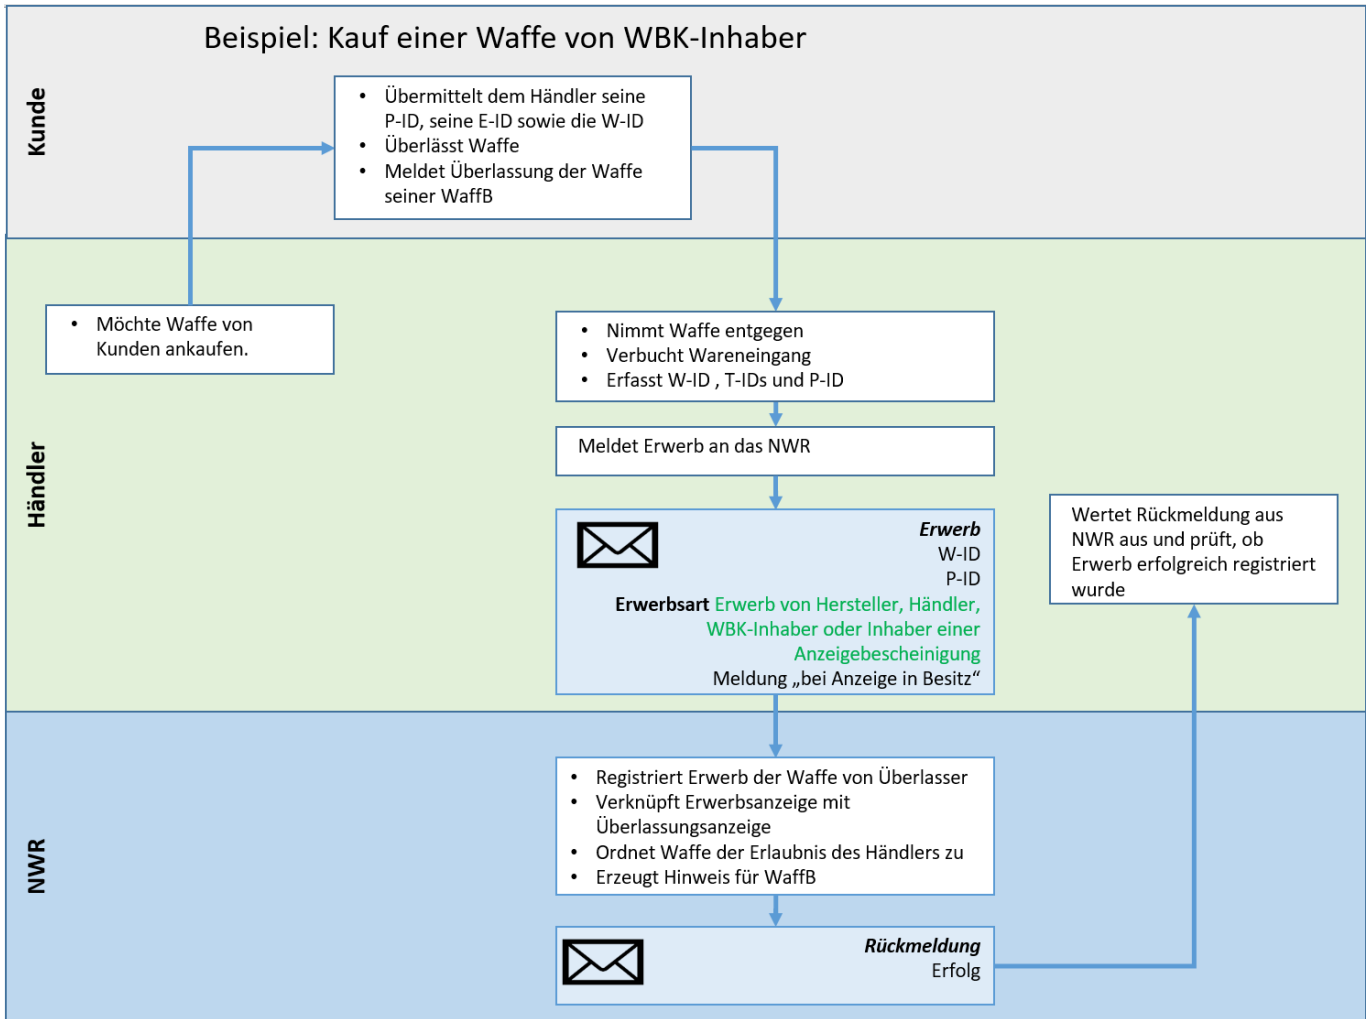 Beispiel: Kauf einer Waffe von WBK-Inhaber
Kunde
• Übermittelt dem Händler seine
P-ID, seine E-ID sowie die W-ID
• Überlässt Waffe
• Meldet Überlassung der Waffe
seiner WaffB
Händler
• Möchte Waffe von
Kunden ankaufen.
• Nimmt Waffe entgegen
• Verbucht Wareneingang
• Erfasst W-ID , T-IDs und P-ID
Meldet Erwerb an das NWR
Erwerb
W-ID
P-ID
Erwerbsart Erwerb von Hersteller, Händler,
WBK-Inhaber oder Inhaber einer
Anzeigebescheinigung
Meldung „bei Anzeige in Besitz“
Wertet Rückmeldung aus
NWR aus und prüft, ob
Erwerb erfolgreich registriert
wurde
NWR
• Registriert Erwerb der Waffe von Überlasser
• Verknüpft Erwerbsanzeige mit
Überlassungsanzeige
• Ordnet Waffe der Erlaubnis des Händlers zu
• Erzeugt Hinweis für WaffB
Rückmeldung
Erfolg